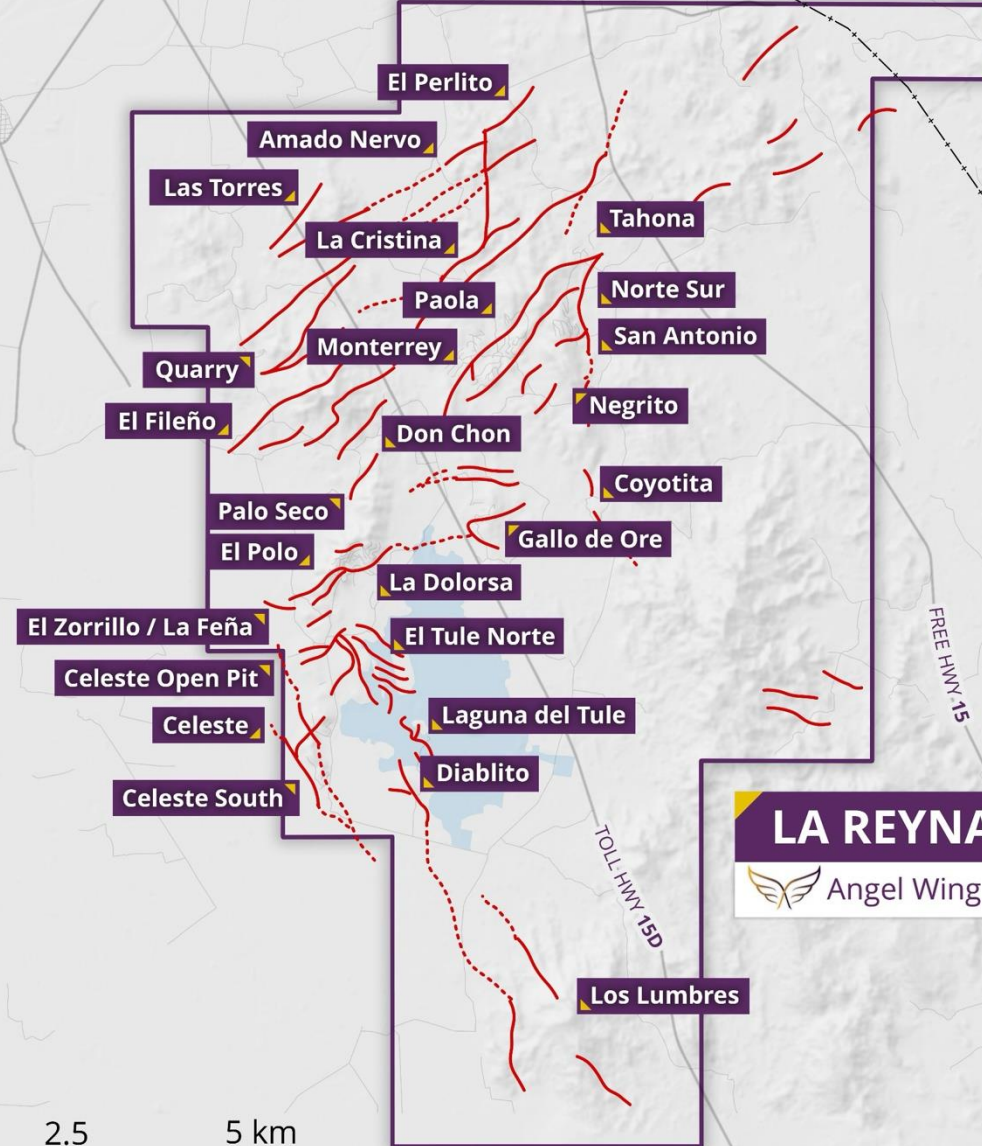 El Perlito
Amado Nervo
Las Torres
Tahona
La Cristina
Norte Sur
Paola
San Antonio
Monterrey
Quarry
Negrito
El Fileño
Don Chon
Coyotita
Palo Seco
Gallo de Ore
El Polo
La Dolorsa
El Zorrillo / La Feña
El Tule Norte
FREE HWY 15
Celeste Open Pit
Laguna del Tule
Celeste
Diablito
Celeste South
LA REYNA
TOLL HWY 15D
Angel Wing
Los Lumbres
2.5 5 km